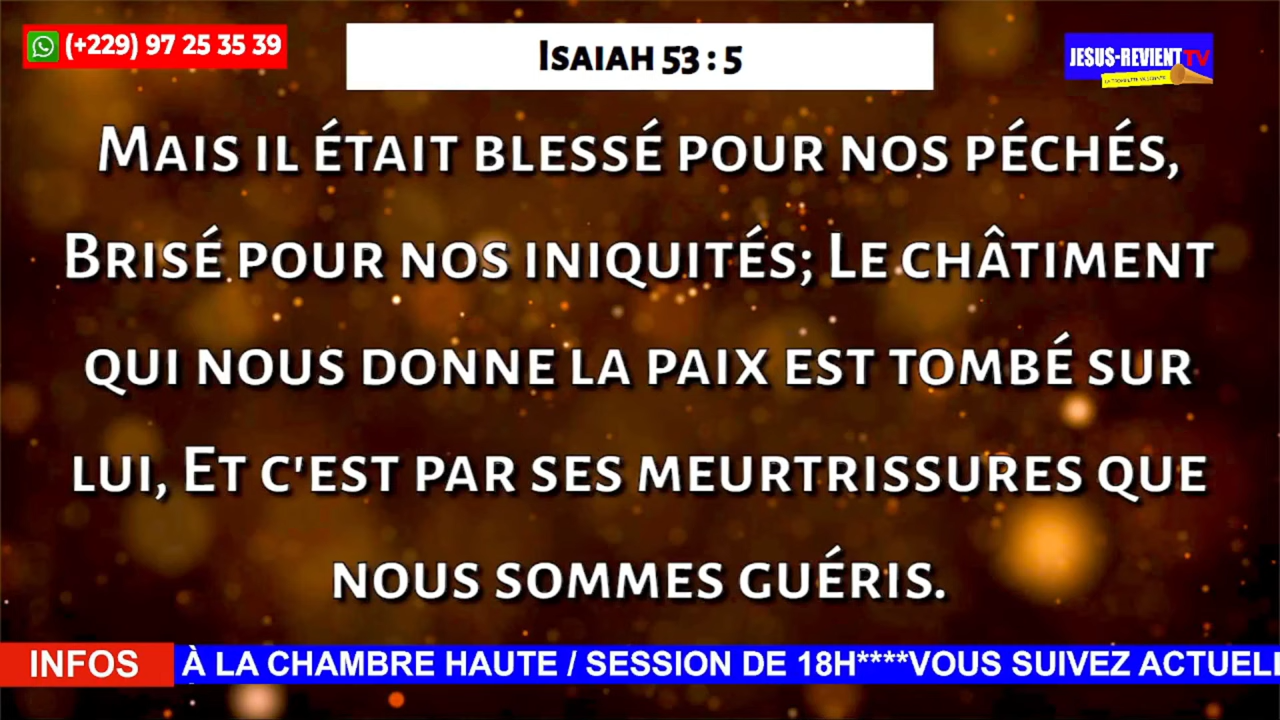 (+229) 97 25 35 39
Isaiah 53 : 5
JESUS-REVIENT TV
Mais il était blessé pour nos péchés,
Brisé pour nos iniquités; Le châtiment
qui nous donne la paix est tombé sur
lui, Et c'est par ses meurtrissures que
nous sommes guéris.
INFOS
À LA CHAMBRE HAUTE / SESSION DE 18H****VOUS SUIVEZ ACTUELL